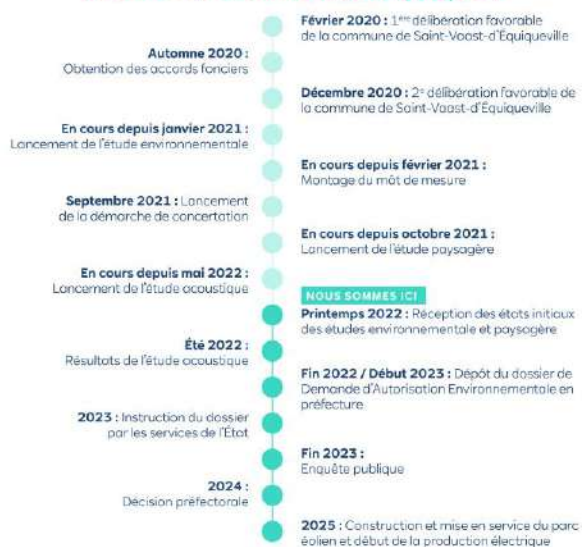 Février 2020 : 1ère délibération favorable
de la commune de Saint-Vaast-d'Équiqueville
Automne 2020 :
Obtention des accords fonciers
Décembre 2020 : 2e délibération favorable de
la commune de Saint-Vaast-d'Équiqueville
En cours depuis janvier 2021 :
Lancement de l'étude environnementale
En cours depuis février 2021 :
Montage du mât de mesure
Septembre 2021 : Lancement
de la démarche de concertation
En cours depuis octobre 2021 :
Lancement de l'étude paysagère
En cours depuis mai 2022 :
Lancement de l'étude acoustique
NOUS SOMMES ICI
Printemps 2022 : Réception des états initiaux
des études environnementale et paysagère
Été 2022 :
Résultats de l'étude acoustique
Fin 2022 / Début 2023 : Dépôt du dossier de
Demande d'Autorisation Environnementale en
préfecture
2023 : Instruction du dossier
par les services de l'État
Fin 2023 :
Enquête publique
2024 :
Décision préfectorale
2025 : Construction et mise en service du parc
éolien et début de la production électrique